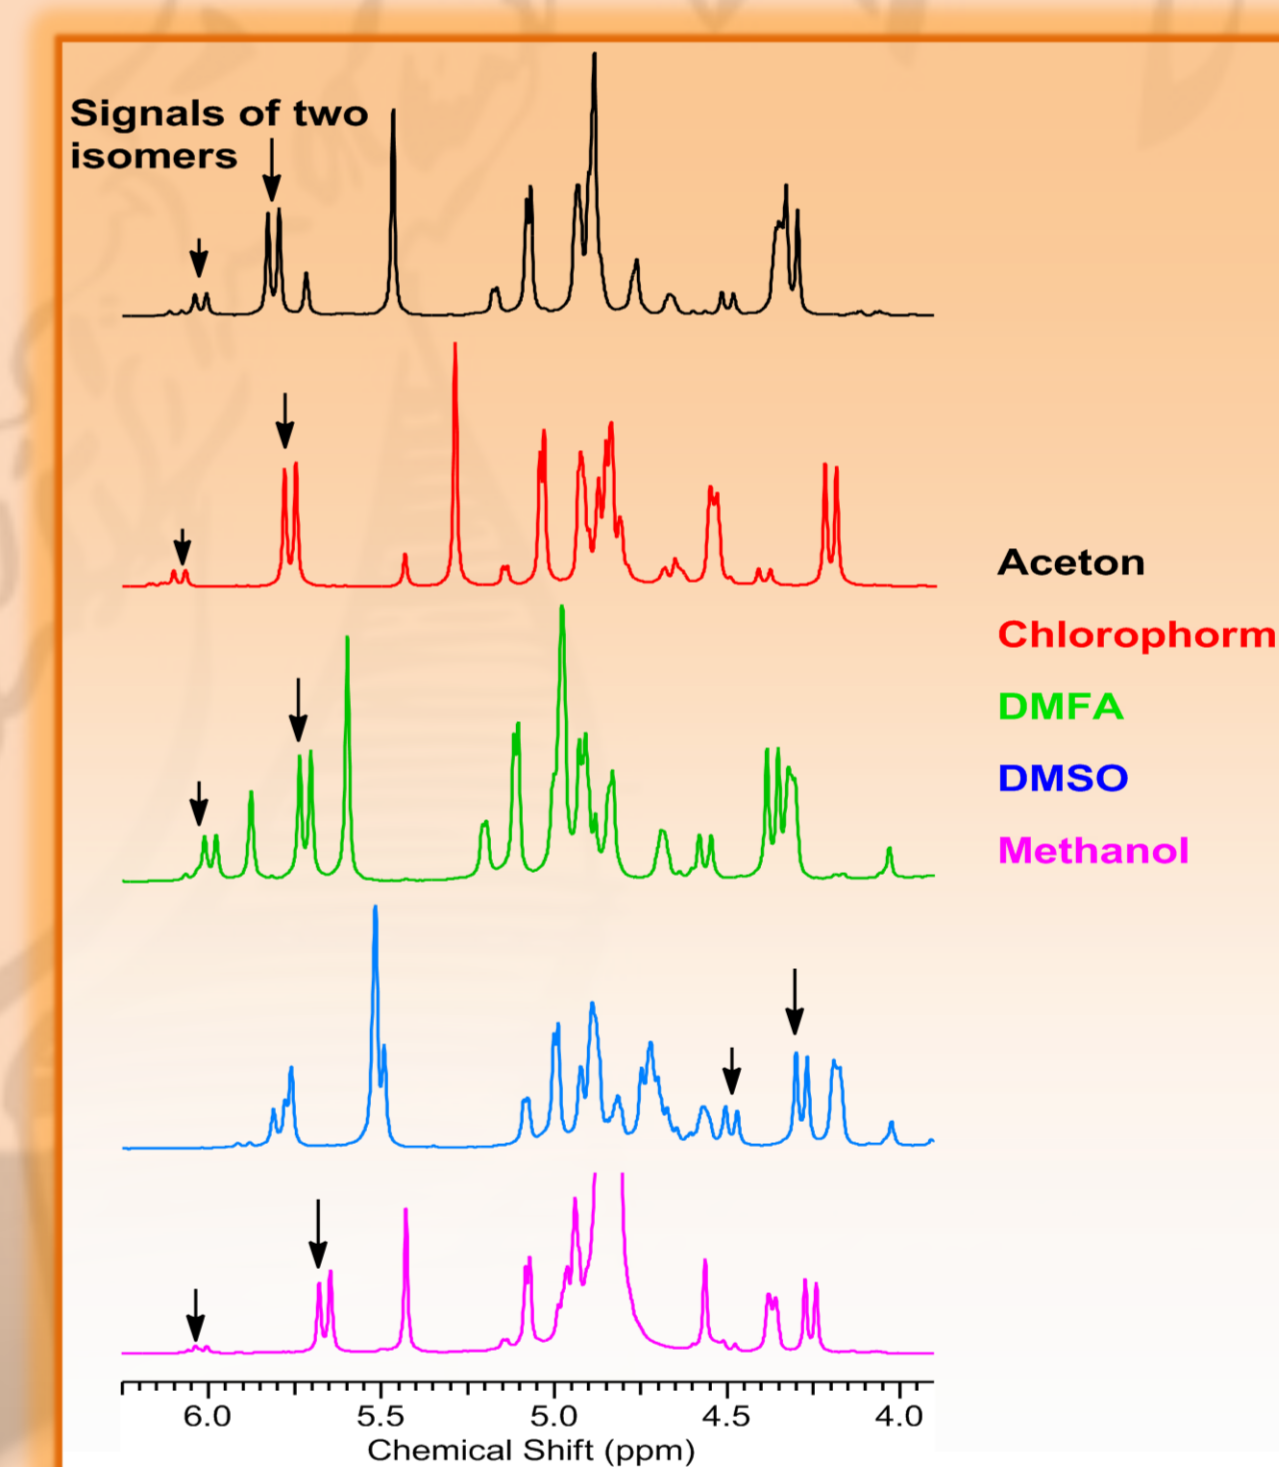 Signals of two
isomers
Aceton
Chlorophorm
DMFA
DMSO
Methanol
6.0 5.5 5.0 4.5 4.0
Chemical Shift (ppm)